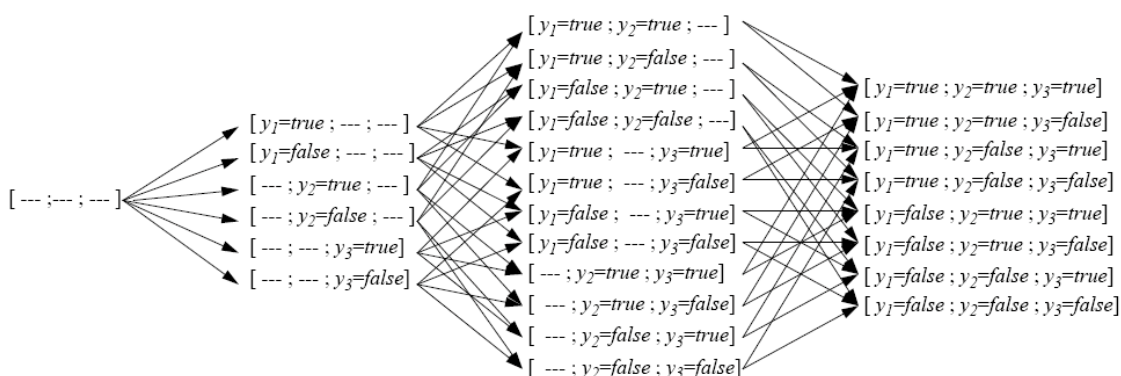 [ --- ;--- ; --- ]
[ y1=true ; --- ; --- ]
[ y1=false ; --- ; --- ]
[ --- ; y2=true ; --- ]
[ --- ; y2=false ; --- ]
[ --- ; --- ; y3=true]
[ --- ; --- ; y3=false]
[ y1=true ; y2=true ; --- ]
[ y1=true ; y2=false ; --- ]
[ y1=false ; y2=true ; --- ]
[ y1=false ; y2=false ; ---]
[ y1=true ; --- ; y3=true]
[ y1=true ; --- ; y3=false]
[ y1=false ; --- ; y3=true]
[ y1=false ; --- ; y3=false]
[ --- ; y2=true ; y3=true]
[ --- ; y2=true ; y3=false]
[ --- ; y2=false ; y3=true]
[ --- ; y2=false ; y3=false]
[ y1=true ; y2=true ; y3=true]
[ y1=true ; y2=true ; y3=false]
[ y1=true ; y2=false ; y3=true]
[ y1=true ; y2=false ; y3=false]
[ y1=false ; y2=true ; y3=true]
[ y1=false ; y2=true ; y3=false]
[ y1=false ; y2=false ; y3=true]
[ y1=false ; y2=false ; y3=false]